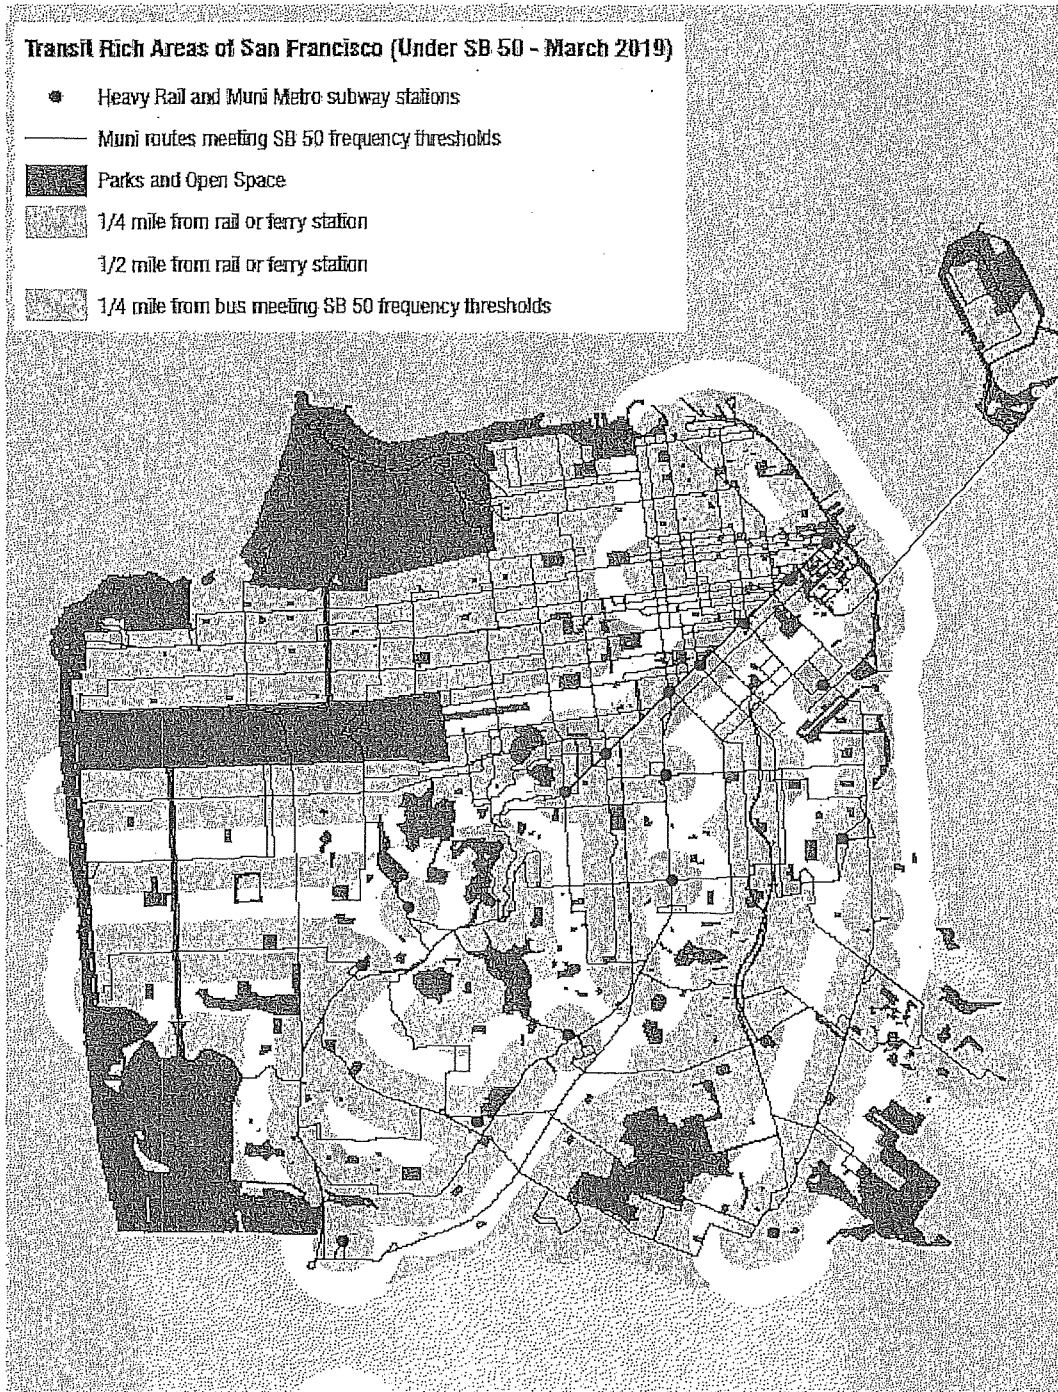 Transit Rich Areas of San Francisco (Under SB 50 - March 2019)
Heavy Rail and Muni Metro subway stations
Muni routes meeting SB 50 frequency thresholds
Parks and Open Space
1/4 mile from rail or ferry station
1/2 mile from rail or ferry station
1/4 mile from bus meeting SB 50 frequency thresholds